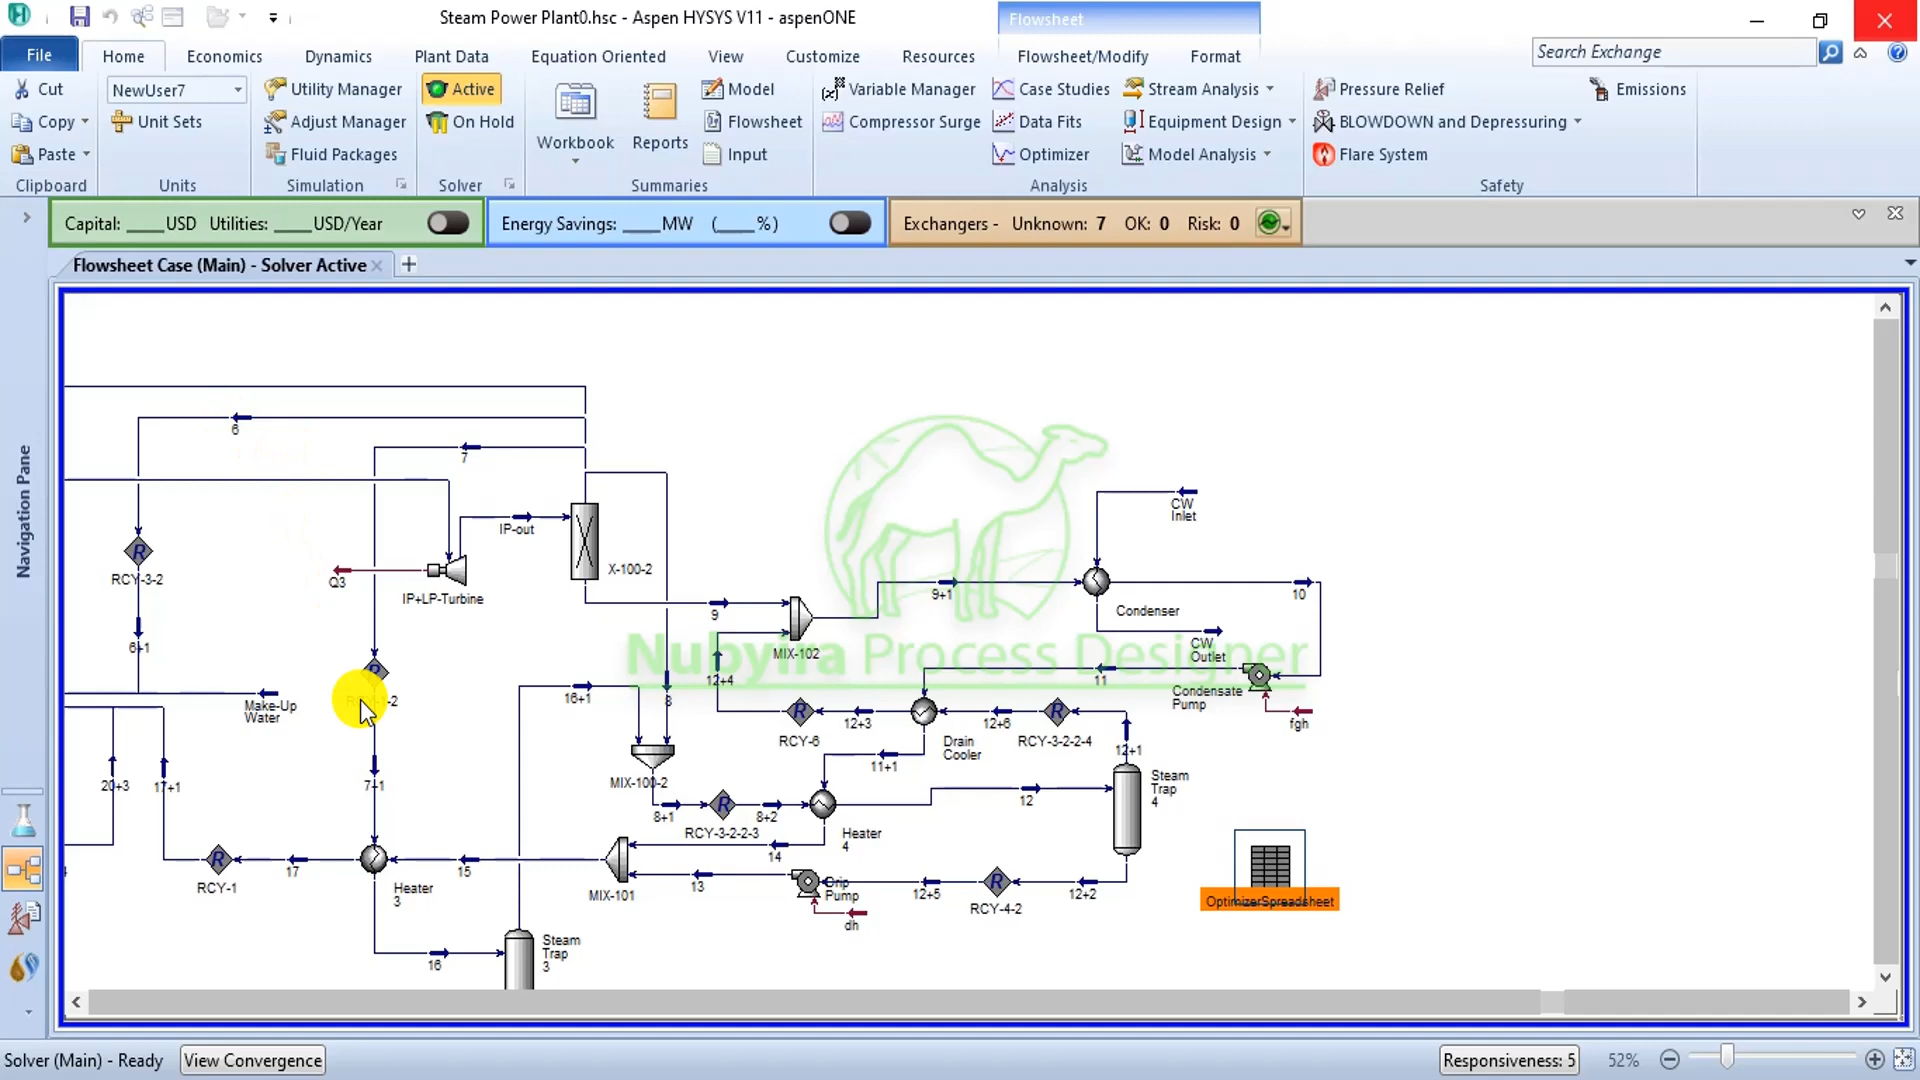 Steam Power Plant0.hsc - Aspen HYSYS V11 - aspenONE
Flowsheet
File
Home
Economics
Dynamics
Plant Data
Equation Oriented
View
Customize
Resources
Flowsheet/Modify
Format
Search Exchange
Cut
NewUser7
Utility Manager
Active
Model
Variable Manager
Case Studies
Stream Analysis
Pressure Relief
Emissions
Copy
Unit Sets
Adjust Manager
On Hold
Workbook
Reports
Flowsheet
Compressor Surge
Data Fits
Equipment Design
BLOWDOWN and Depressuring
Paste
Fluid Packages
Input
Optimizer
Model Analysis
Flare System
Clipboard
Units
Simulation
Solver
Summaries
Analysis
Safety
Capital: ____USD Utilities: ____USD/Year
Energy Savings: ____MW (____%)
Exchangers - Unknown: 7 OK: 0 Risk: 0
Flowsheet Case (Main) - Solver Active
Navigation Pane
6
7
IP-out
CW
Inlet
RCY-3-2
Q3
X-100-2
IP+LP-Turbine
9
9+1
Condenser
10
6+1
MIX-102
CW
Outlet
Nubyira Process Designer
12+4
11
Condensate
Pump
Make-Up
Water
16+1
8
RCY-6
12+3
Drain
Cooler
12+6
RCY-3-2-2-4
fgh
12+1
11+1
20+3
17+1
7+1
MIX-100-2
Steam
Trap
4
8+1
RCY-3-2-2-3
8+2
Heater
4
12
14
RCY-1
17
Heater
3
15
MIX-101
13
Drip
Pump
12+5
RCY-4-2
12+2
OptimizerSpreadsheet
dh
16
Steam
Trap
3
Solver (Main) - Ready
View Convergence
Responsiveness: 5
52%